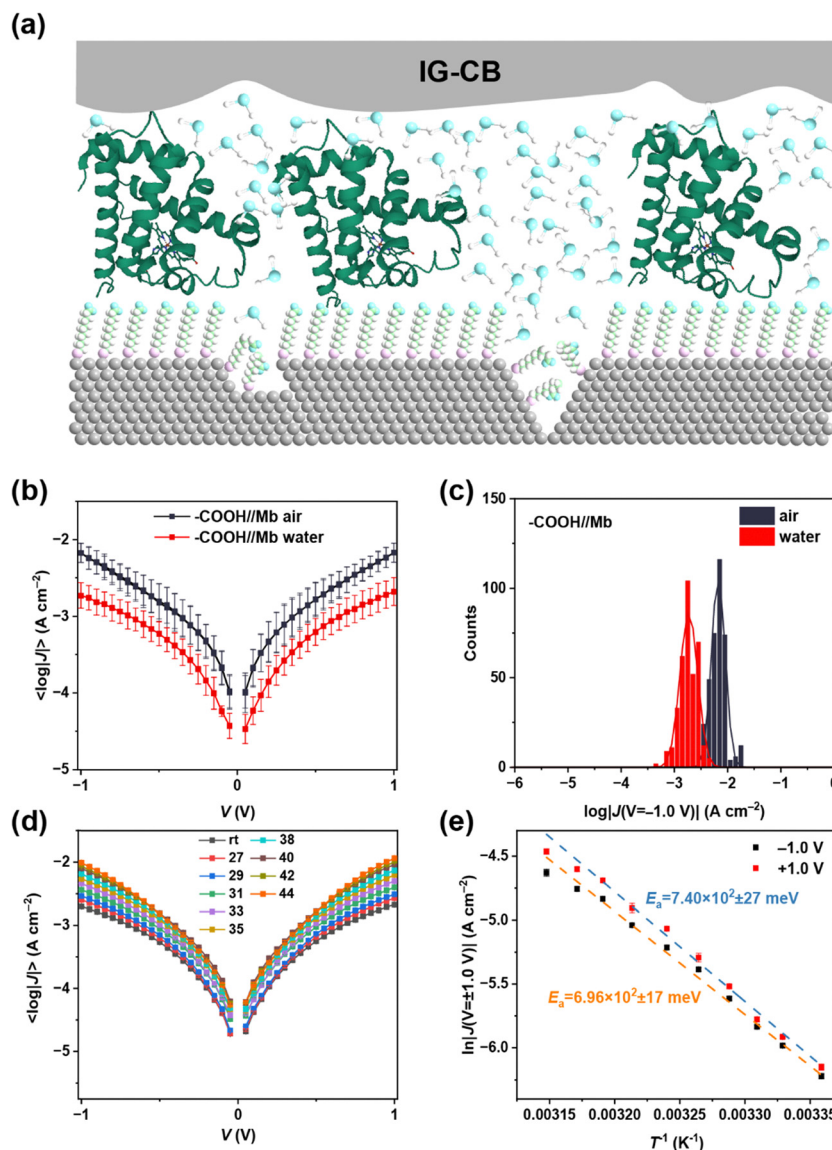 (a)
IG-CB
(b)
-COOH//Mb air
-COOH//Mb water
<log|J|> (A cm⁻²)
−2
−3
−4
−5
−1
0
1
V (V)
(c)
-COOH//Mb
air
water
Counts
150
100
50
0
−6
−5
−4
−3
−2
−1
0
log|J(V=−1.0 V)| (A cm⁻²)
(d)
rt
27
29
31
33
35
38
40
42
44
<log|J|> (A cm⁻²)
−2
−3
−4
−5
−1
0
1
V (V)
(e)
−1.0 V
+1.0 V
Eₐ=7.40×10²±27 meV
Eₐ=6.96×10²±17 meV
ln|J(V=±1.0 V)| (A cm⁻²)
−4.5
−5.0
−5.5
−6.0
0.00315
0.00320
0.00325
0.00330
0.00335
T⁻¹ (K⁻¹)